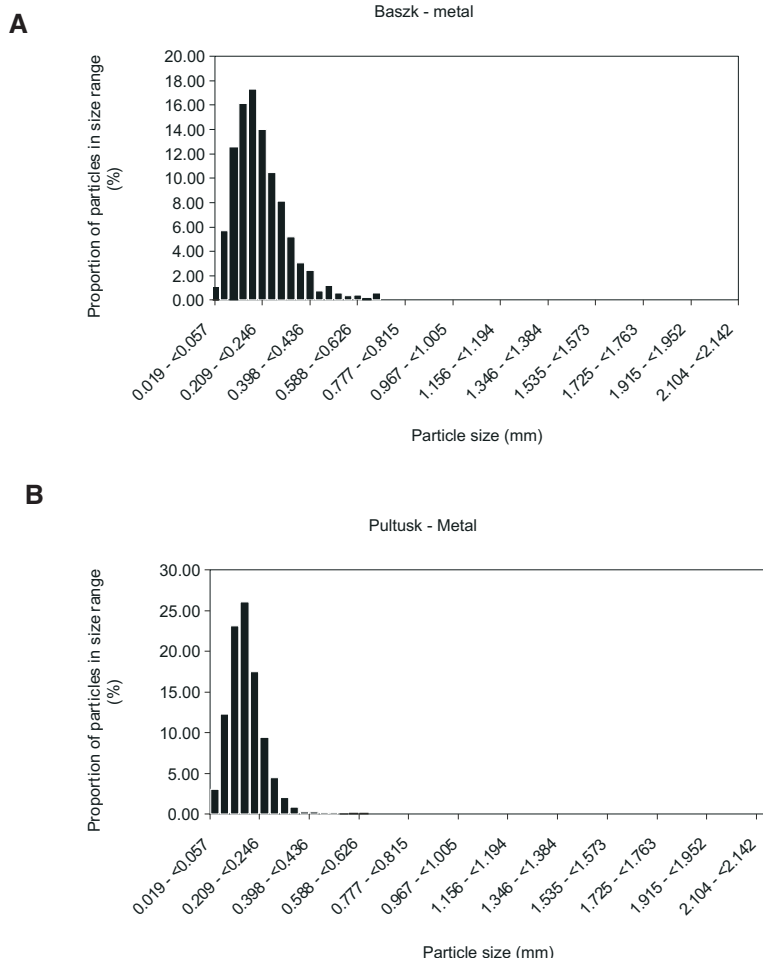 A
Baszk - metal
Proportion of particles in size range
(%)
20.00
18.00
16.00
14.00
12.00
10.00
8.00
6.00
4.00
2.00
0.00
0.019 - <0.057
0.209 - <0.246
0.398 - <0.436
0.588 - <0.626
0.777 - <0.815
0.967 - <1.005
1.156 - <1.194
1.346 - <1.384
1.535 - <1.573
1.725 - <1.763
1.915 - <1.952
2.104 - <2.142
Particle size (mm)
B
Pultusk - Metal
Proportion of particles in size range
(%)
30.00
25.00
20.00
15.00
10.00
5.00
0.00
0.019 - <0.057
0.209 - <0.246
0.398 - <0.436
0.588 - <0.626
0.777 - <0.815
0.967 - <1.005
1.156 - <1.194
1.346 - <1.384
1.535 - <1.573
1.725 - <1.763
1.915 - <1.952
2.104 - <2.142
Particle size (mm)